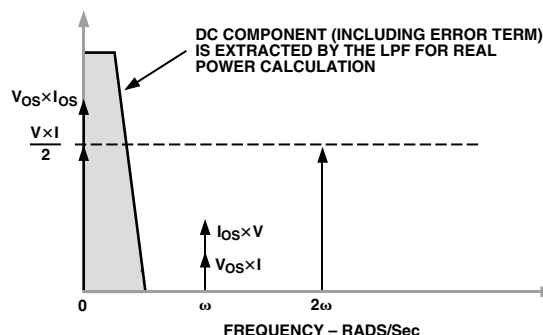 DC COMPONENT (INCLUDING ERROR TERM)
IS EXTRACTED BY THE LPF FOR REAL
POWER CALCULATION
VOS×IOS
V×I
2
IOS×V
VOS×I
0
ω
2ω
FREQUENCY – RADS/Sec